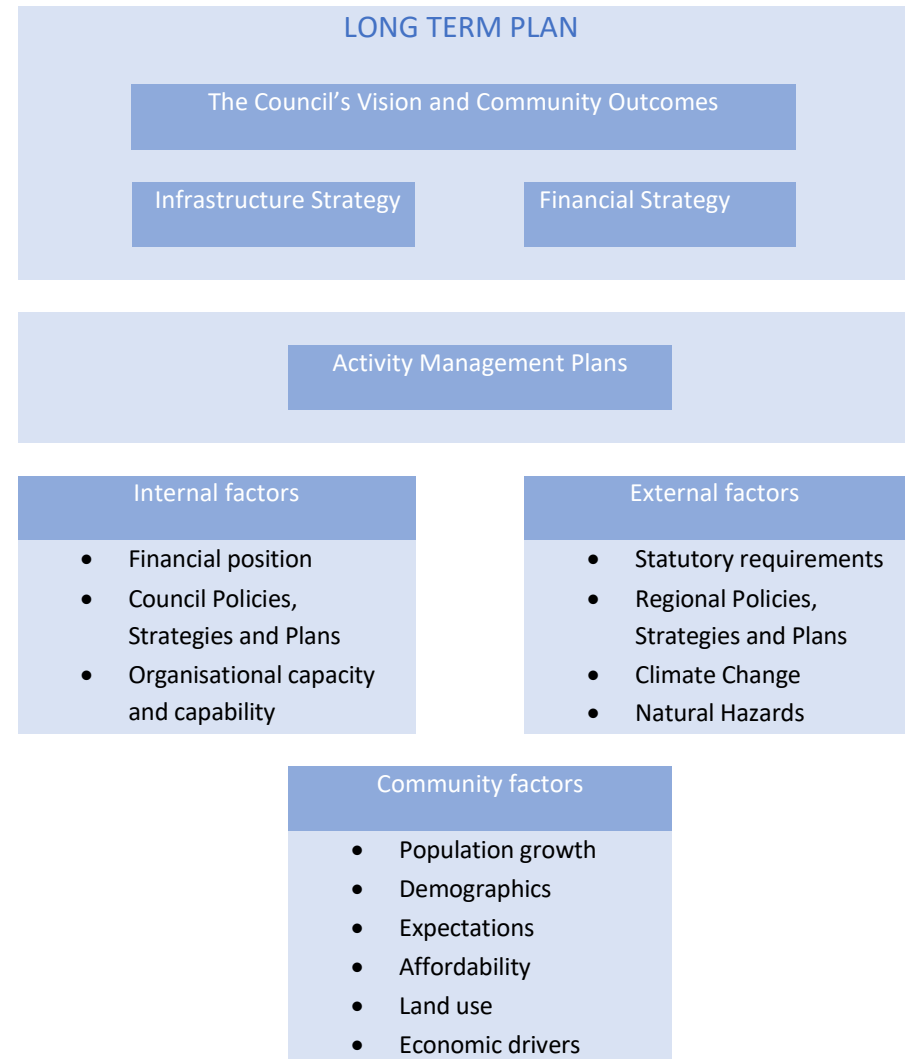 LONG TERM PLAN
The Council’s Vision and Community Outcomes
Infrastructure Strategy
Financial Strategy
Activity Management Plans
Internal factors
• Financial position
• Council Policies,
Strategies and Plans
• Organisational capacity
and capability
External factors
• Statutory requirements
• Regional Policies,
Strategies and Plans
• Climate Change
• Natural Hazards
Community factors
• Population growth
• Demographics
• Expectations
• Affordability
• Land use
• Economic drivers